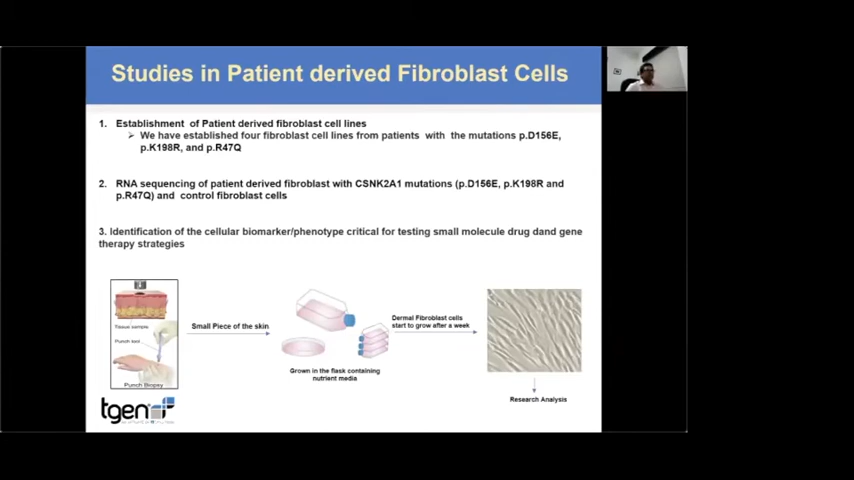 Studies in Patient derived Fibroblast Cells
1. Establishment of Patient derived fibroblast cell lines
➢ We have established four fibroblast cell lines from patients with the mutations p.D156E,
p.K198R, and p.R47Q
2. RNA sequencing of patient derived fibroblast with CSNK2A1 mutations (p.D156E, p.K198R and
p.R47Q) and control fibroblast cells
3. Identification of the cellular biomarker/phenotype critical for testing small molecule drug dand gene
therapy strategies
Tissue sample
Punch tool
Punch Biopsy
Small Piece of the skin
Grown in the flask containing
nutrient media
Dermal Fibroblast cells
start to grow after a week
Research Analysis
tgen